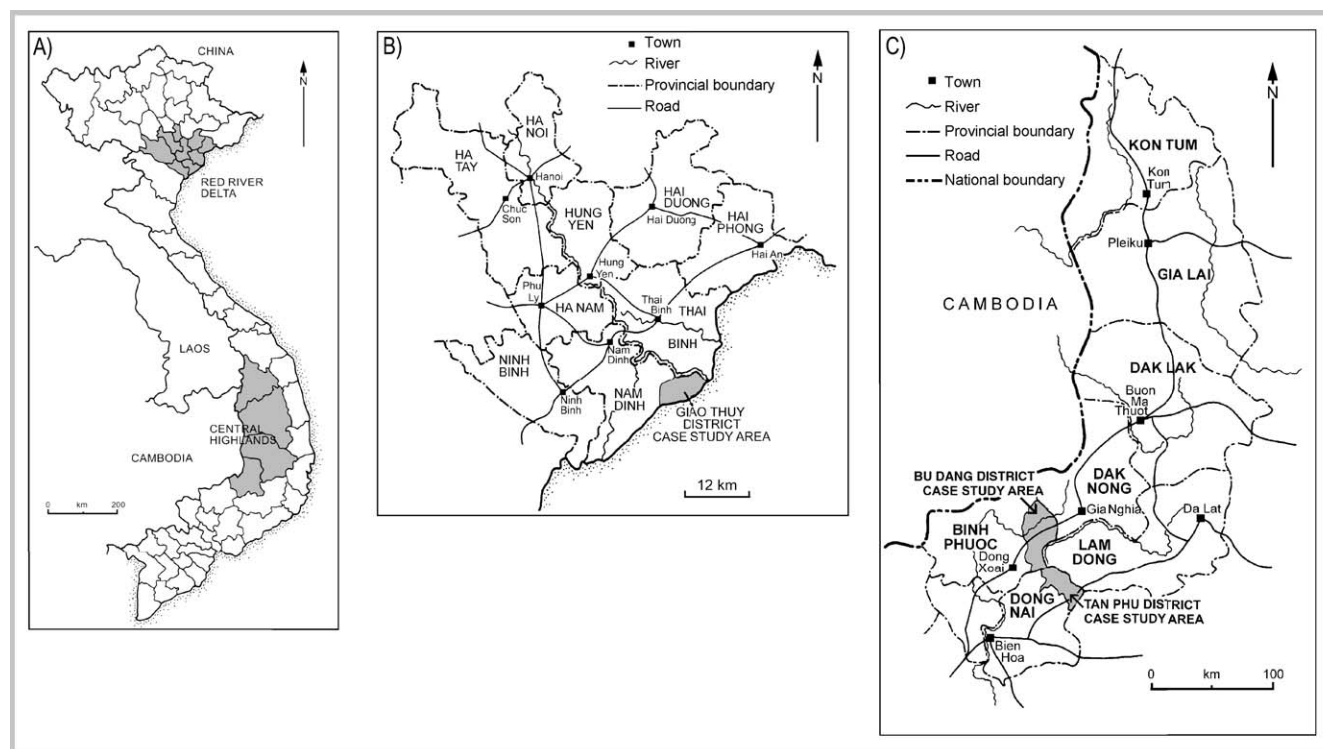 A)
CHINA
N
RED RIVER
DELTA
LAOS
CENTRAL
HIGHLANDS
CAMBODIA
0 km 200
B)
Town
River
Provincial boundary
Road
N
HA
NOI
HA
TAY
Hanoi
Chuc
Son
HUNG
YEN
HAI
DUONG
Hai Duong
HAI
PHONG
Hai An
Hung
Yen
Phu
Ly
HA NAM
Thai
Binh
THAI
BINH
Nam
Dinh
NINH
BINH
Ninh
Binh
NAM
DINH
GIAO THUY
DISTRICT
CASE STUDY AREA
12 km
C)
Town
River
Provincial boundary
Road
National boundary
N
KON TUM
Kon
Tum
Pleiku
GIA LAI
CAMBODIA
DAK LAK
Buon
Ma
Thuot
BU DANG DISTRICT
CASE STUDY AREA
DAK
NONG
Gia Nghia
Da Lat
BINH
PHUOC
Dong
Xoai
LAM
DONG
DONG
NAI
TAN PHU DISTRICT
CASE STUDY AREA
Bien
Hoa
0 km 100